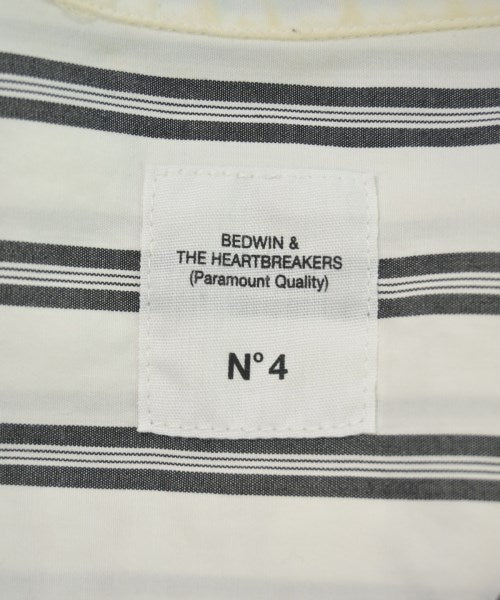 BEDWIN &
THE HEARTBREAKERS
(Paramount Quality)
N° 4